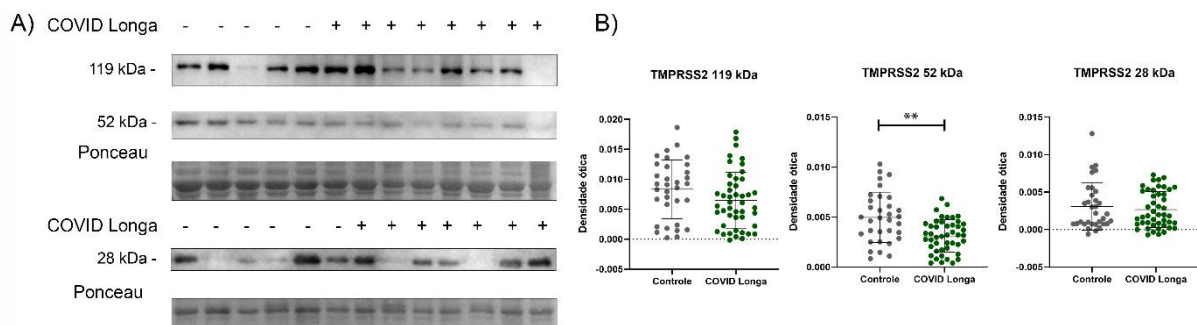 A)
COVID Longa - - - - - + + + + + + + +
119 kDa -
52 kDa -
Ponceau
COVID Longa - - - - - - + + + + + + +
28 kDa -
Ponceau
B)
TMPRSS2 119 kDa
Densidade ótica
0.020
0.015
0.010
0.005
0.000
-0.005
Controle COVID Longa
TMPRSS2 52 kDa
**
Densidade ótica
0.015
0.010
0.005
0.000
Controle COVID Longa
TMPRSS2 28 kDa
Densidade ótica
0.015
0.010
0.005
0.000
-0.005
Controle COVID Longa